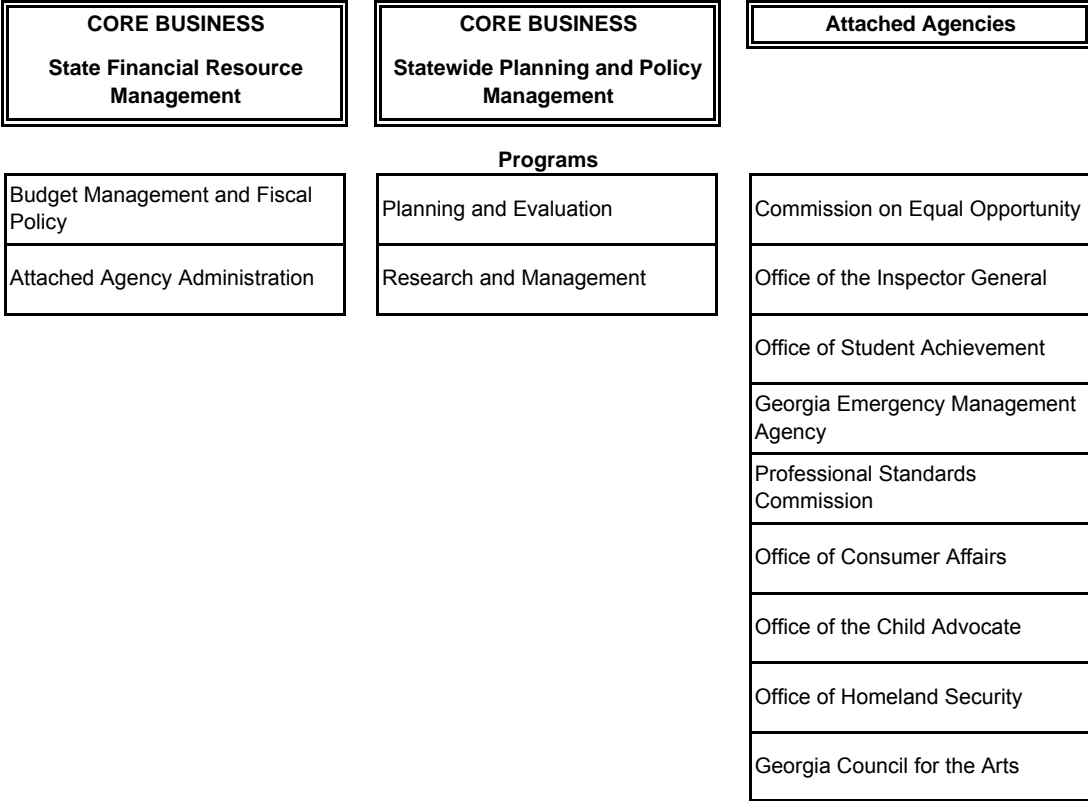 CORE BUSINESS
State Financial Resource
Management
CORE BUSINESS
Statewide Planning and Policy
Management
Attached Agencies
Programs
Budget Management and Fiscal
Policy
Attached Agency Administration
Planning and Evaluation
Research and Management
Commission on Equal Opportunity
Office of the Inspector General
Office of Student Achievement
Georgia Emergency Management
Agency
Professional Standards
Commission
Office of Consumer Affairs
Office of the Child Advocate
Office of Homeland Security
Georgia Council for the Arts